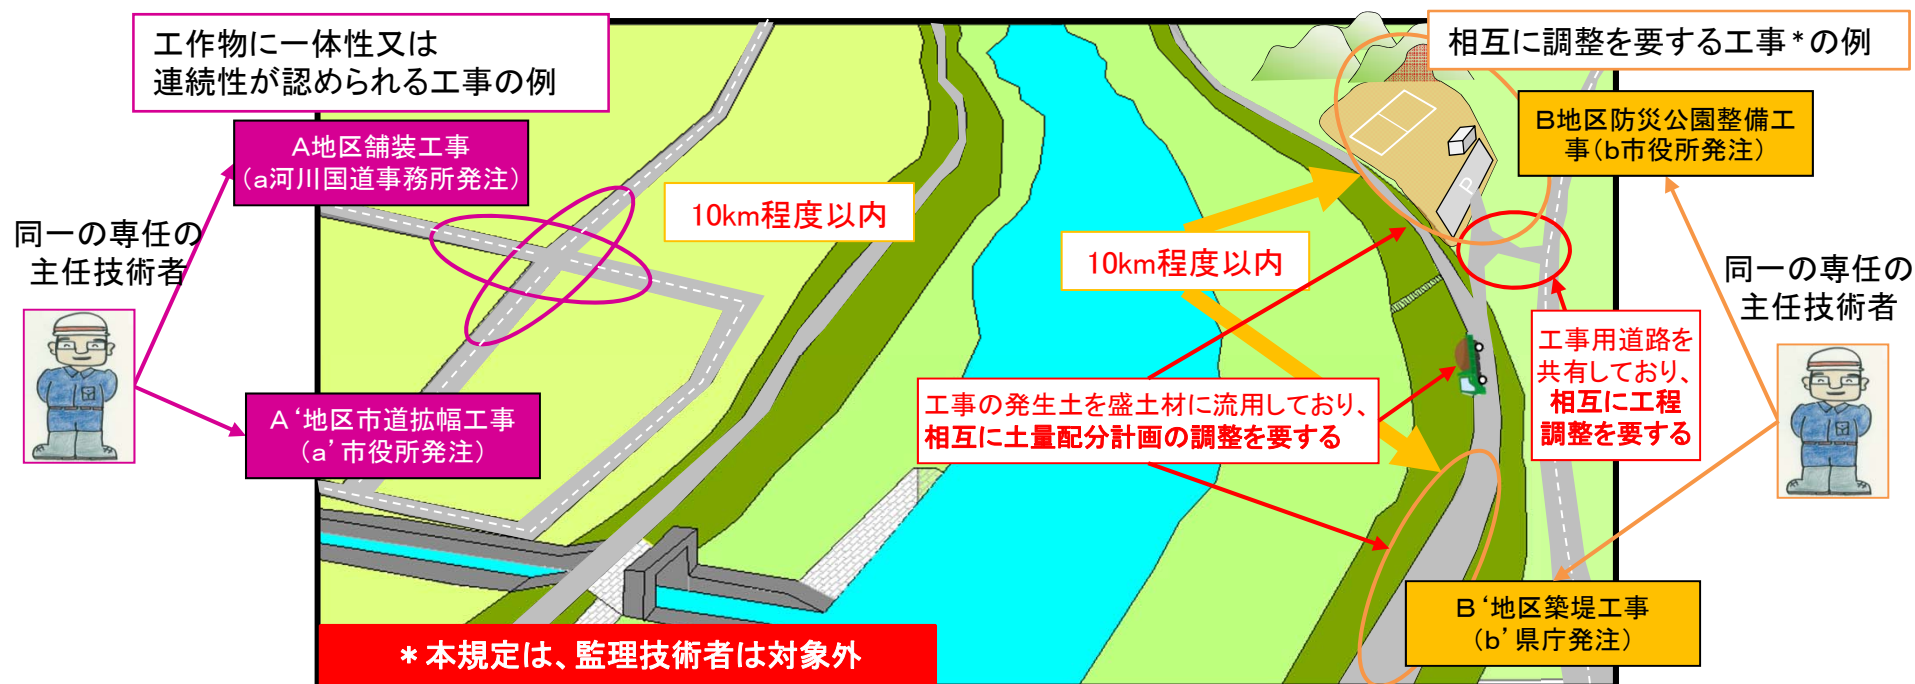 工作物に一体性又は
連続性が認められる工事の例
A地区舗装工事
(a河川国道事務所発注)
同一の専任の
主任技術者
A‘地区市道拡幅工事
(a’市役所発注)
10km程度以内
相互に調整を要する工事*の例
B地区防災公園整備工
事(b市役所発注)
P
10km程度以内
同一の専任の
主任技術者
工事用道路を
共有しており、
相互に工程
調整を要する
工事の発生土を盛土材に流用しており、
相互に土量配分計画の調整を要する
B‘地区築堤工事
(b’県庁発注)
*本規定は、監理技術者は対象外